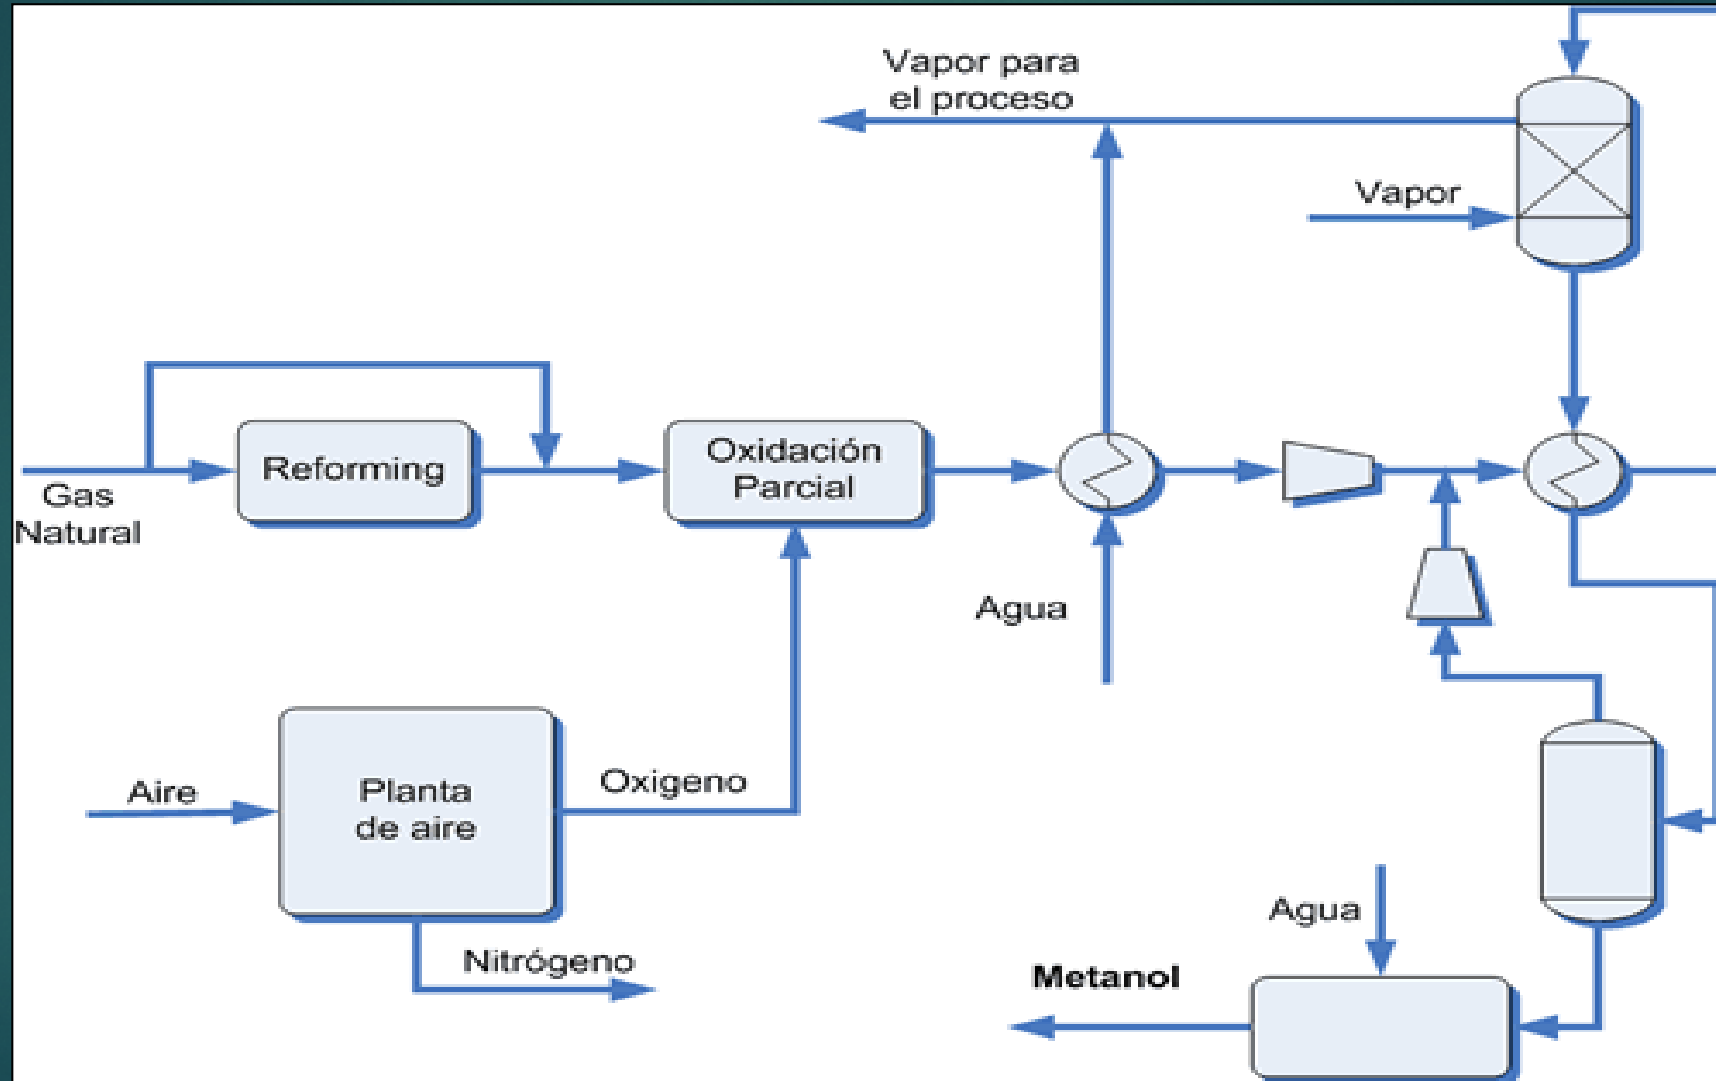 Vapor para
el proceso
Vapor
Gas
Natural
Reforming
Oxidación
Parcial
Agua
Aire
Planta
de aire
Oxigeno
Nitrógeno
Agua
Metanol